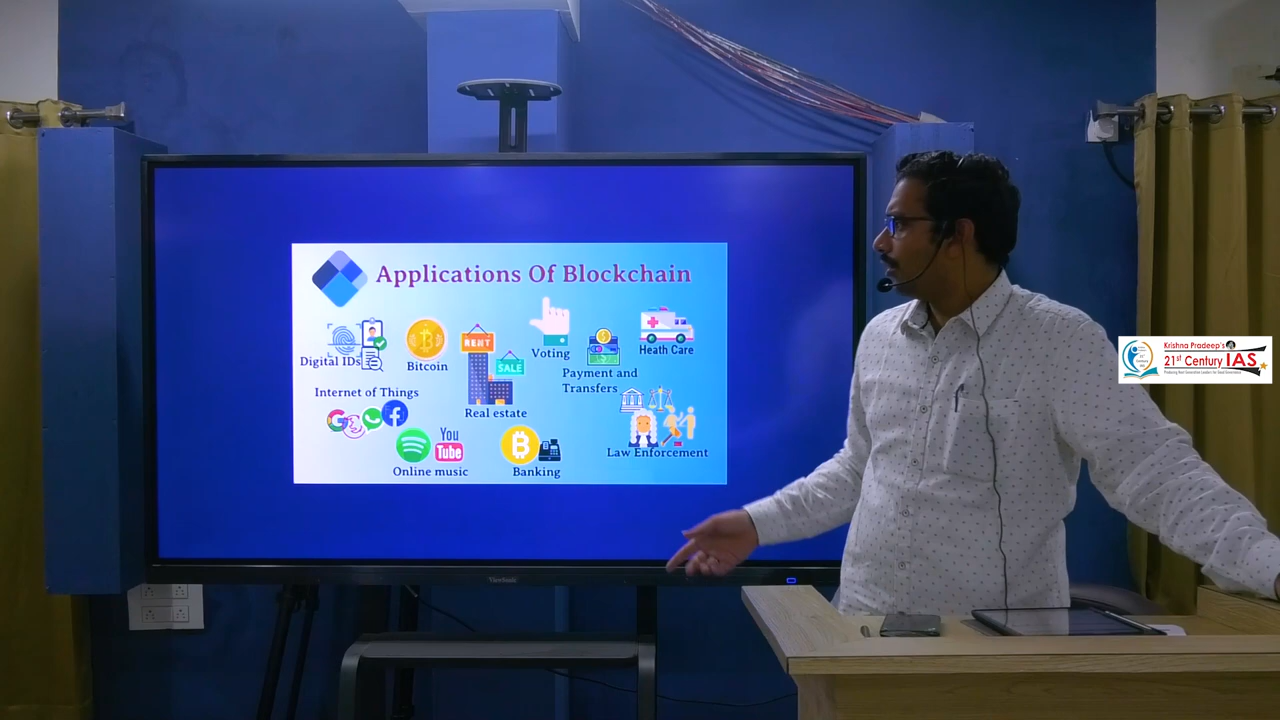 Applications Of Blockchain
RENT
SALE
Digital IDs
Bitcoin
Voting
Heath Care
Payment and
Transfers
Internet of Things
Real estate
You
Tube
Online music
Banking
Law Enforcement
ViewSonic
Krishna Pradeep's
21st Century IAS